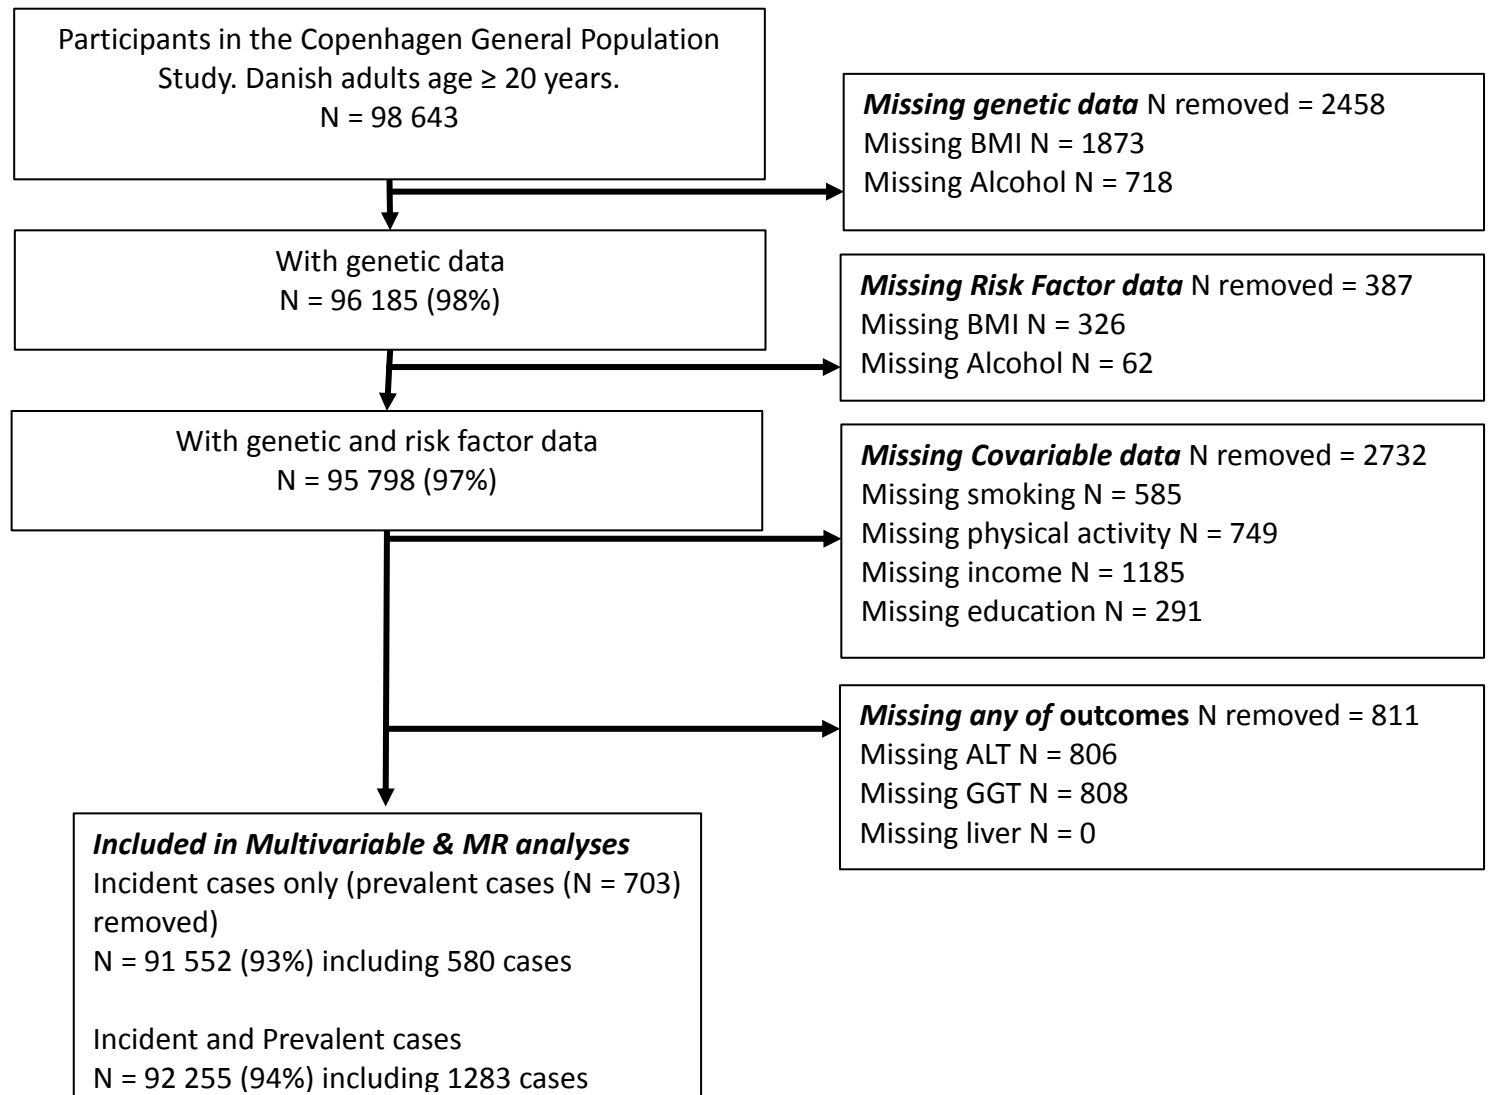 Participants in the Copenhagen General Population
Study. Danish adults age ≥ 20 years.
N = 98 643
Missing genetic data N removed = 2458
Missing BMI N = 1873
Missing Alcohol N = 718
With genetic data
N = 96 185 (98%)
Missing Risk Factor data N removed = 387
Missing BMI N = 326
Missing Alcohol N = 62
With genetic and risk factor data
N = 95 798 (97%)
Missing Covariable data N removed = 2732
Missing smoking N = 585
Missing physical activity N = 749
Missing income N = 1185
Missing education N = 291
Missing any of outcomes N removed = 811
Missing ALT N = 806
Missing GGT N = 808
Missing liver N = 0
Included in Multivariable & MR analyses
Incident cases only (prevalent cases (N = 703)
removed)
N = 91 552 (93%) including 580 cases
Incident and Prevalent cases
N = 92 255 (94%) including 1283 cases